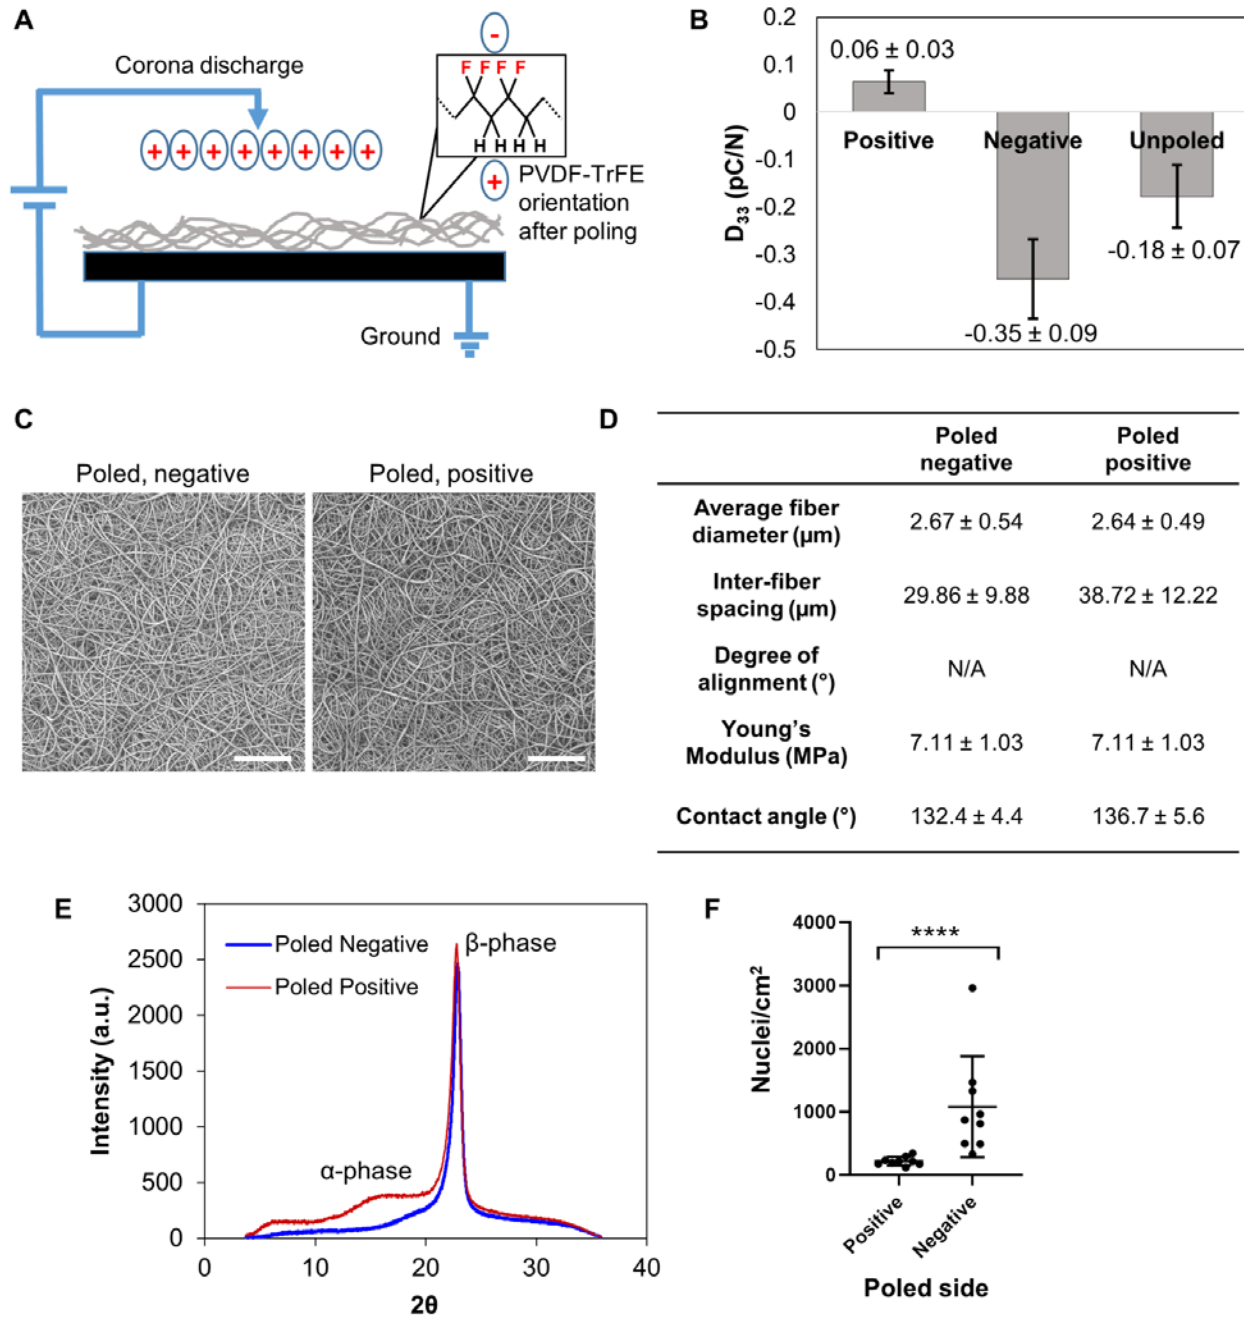 A
Corona discharge
+ + + + + + + +
-
F F F F
H H H H
+
PVDF-TrFE
orientation
after poling
Ground
B
D33 (pC/N)
0.2
0.1
0
-0.1
-0.2
-0.3
-0.4
-0.5
0.06 ± 0.03
Positive Negative Unpoled
-0.18 ± 0.07
-0.35 ± 0.09
C
Poled, negative Poled, positive
D
Poled negative
Poled positive
Average fiber
diameter (µm) 2.67 ± 0.54 2.64 ± 0.49
Inter-fiber
spacing (µm) 29.86 ± 9.88 38.72 ± 12.22
Degree of
alignment (°) N/A N/A
Young's
Modulus (MPa) 7.11 ± 1.03 7.11 ± 1.03
Contact angle (°) 132.4 ± 4.4 136.7 ± 5.6
E
Intensity (a.u.)
3000
2500
2000
1500
1000
500
0
Poled Negative
Poled Positive
β-phase
α-phase
0 10 20 30 40
2θ
F
Nuclei/cm²
4000
3000
2000
1000
0
****
Positive Negative
Poled side